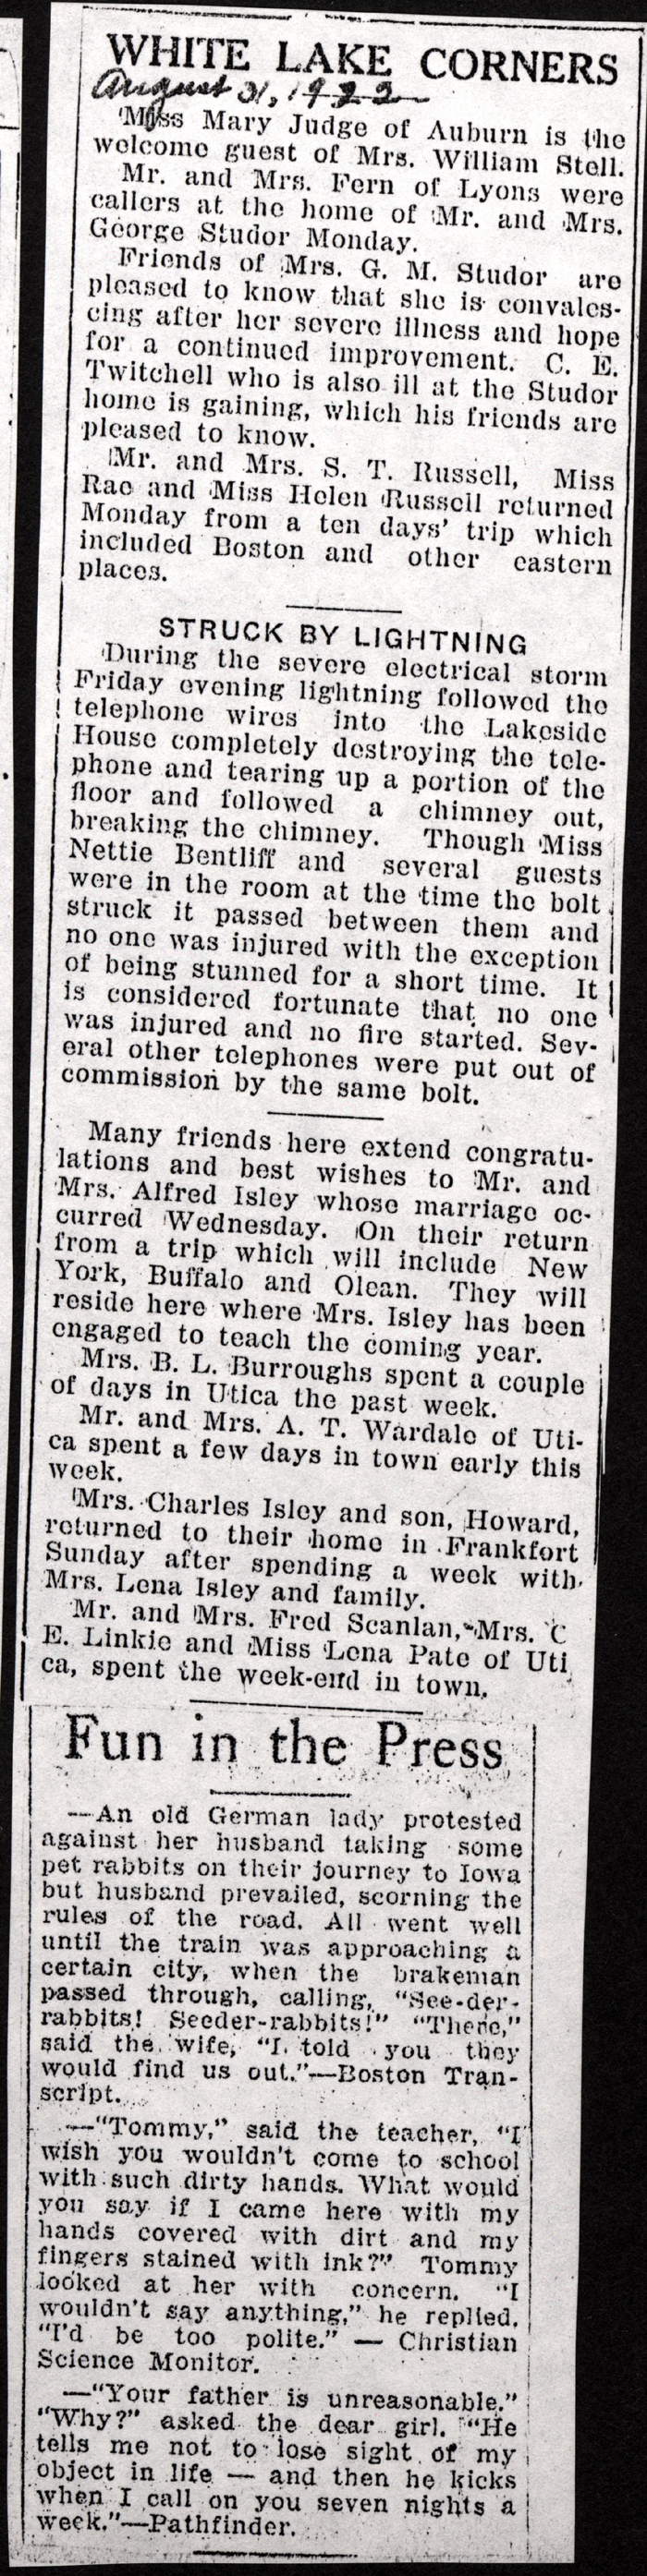 WHITE LAKE CORNERS
August 31, 1922
Miss Mary Judge of Auburn is the
welcome guest of Mrs. William Stell.
Mr. and Mrs. Fern of Lyons were
callers at the home of Mr. and Mrs.
George Studor Monday.
Friends of Mrs. G. M. Studor are
pleased to know that she is convales-
cing after her severe illness and hope
for a continued improvement. C. E.
Twitchell who is also ill at the Studor
home is gaining, which his friends are
pleased to know.
Mr. and Mrs. S. T. Russell, Miss
Rae and Miss Helen Russell returned
Monday from a ten days' trip which
included Boston and other eastern
places.
STRUCK BY LIGHTNING
During the severe electrical storm
Friday evening lightning followed the
telephone wires into the Lakeside
House completely destroying the tele-
phone and tearing up a portion of the
floor and followed a chimney out,
breaking the chimney. Though Miss
Nettie Bentliff and several guests
were in the room at the time the bolt
struck it passed between them and
no one was injured with the exception
of being stunned for a short time. It
is considered fortunate that no one
was injured and no fire started. Sev-
eral other telephones were put out of
commission by the same bolt.
Many friends here extend congratu-
lations and best wishes to Mr. and
Mrs. Alfred Isley whose marriage oc-
curred Wednesday. On their return
from a trip which will include New
York, Buffalo and Olean. They will
reside here where Mrs. Isley has been
engaged to teach the coming year.
Mrs. B. L. Burroughs spent a couple
of days in Utica the past week.
Mr. and Mrs. A. T. Wardale of Uti-
ca spent a few days in town early this
week.
Mrs. Charles Isley and son, Howard,
returned to their home in Frankfort
Sunday after spending a week with
Mrs. Lena Isley and family.
Mr. and Mrs. Fred Scanlan, Mrs. C
E. Linkie and Miss Lena Pate of Uti
ca, spent the week-end in town.
Fun in the Press
—An old German lady protested
against her husband taking some
pet rabbits on their journey to Iowa
but husband prevailed, scorning the
rules of the road. All went well
until the train was approaching a
certain city, when the brakeman
passed through, calling, "See-der-
rabbits! Seeder-rabbits!" "There,"
said the wife, "I told you they
would find us out."—Boston Tran-
script.
—"Tommy," said the teacher, "I
wish you wouldn't come to school
with such dirty hands. What would
you say if I came here with my
hands covered with dirt and my
fingers stained with ink?" Tommy
looked at her with concern. "I
wouldn't say anything," he replied.
"I'd be too polite." — Christian
Science Monitor.
—"Your father is unreasonable."
"Why?" asked the dear girl. "He
tells me not to lose sight of my
object in life — and then he kicks
when I call on you seven nights a
week."—Pathfinder.